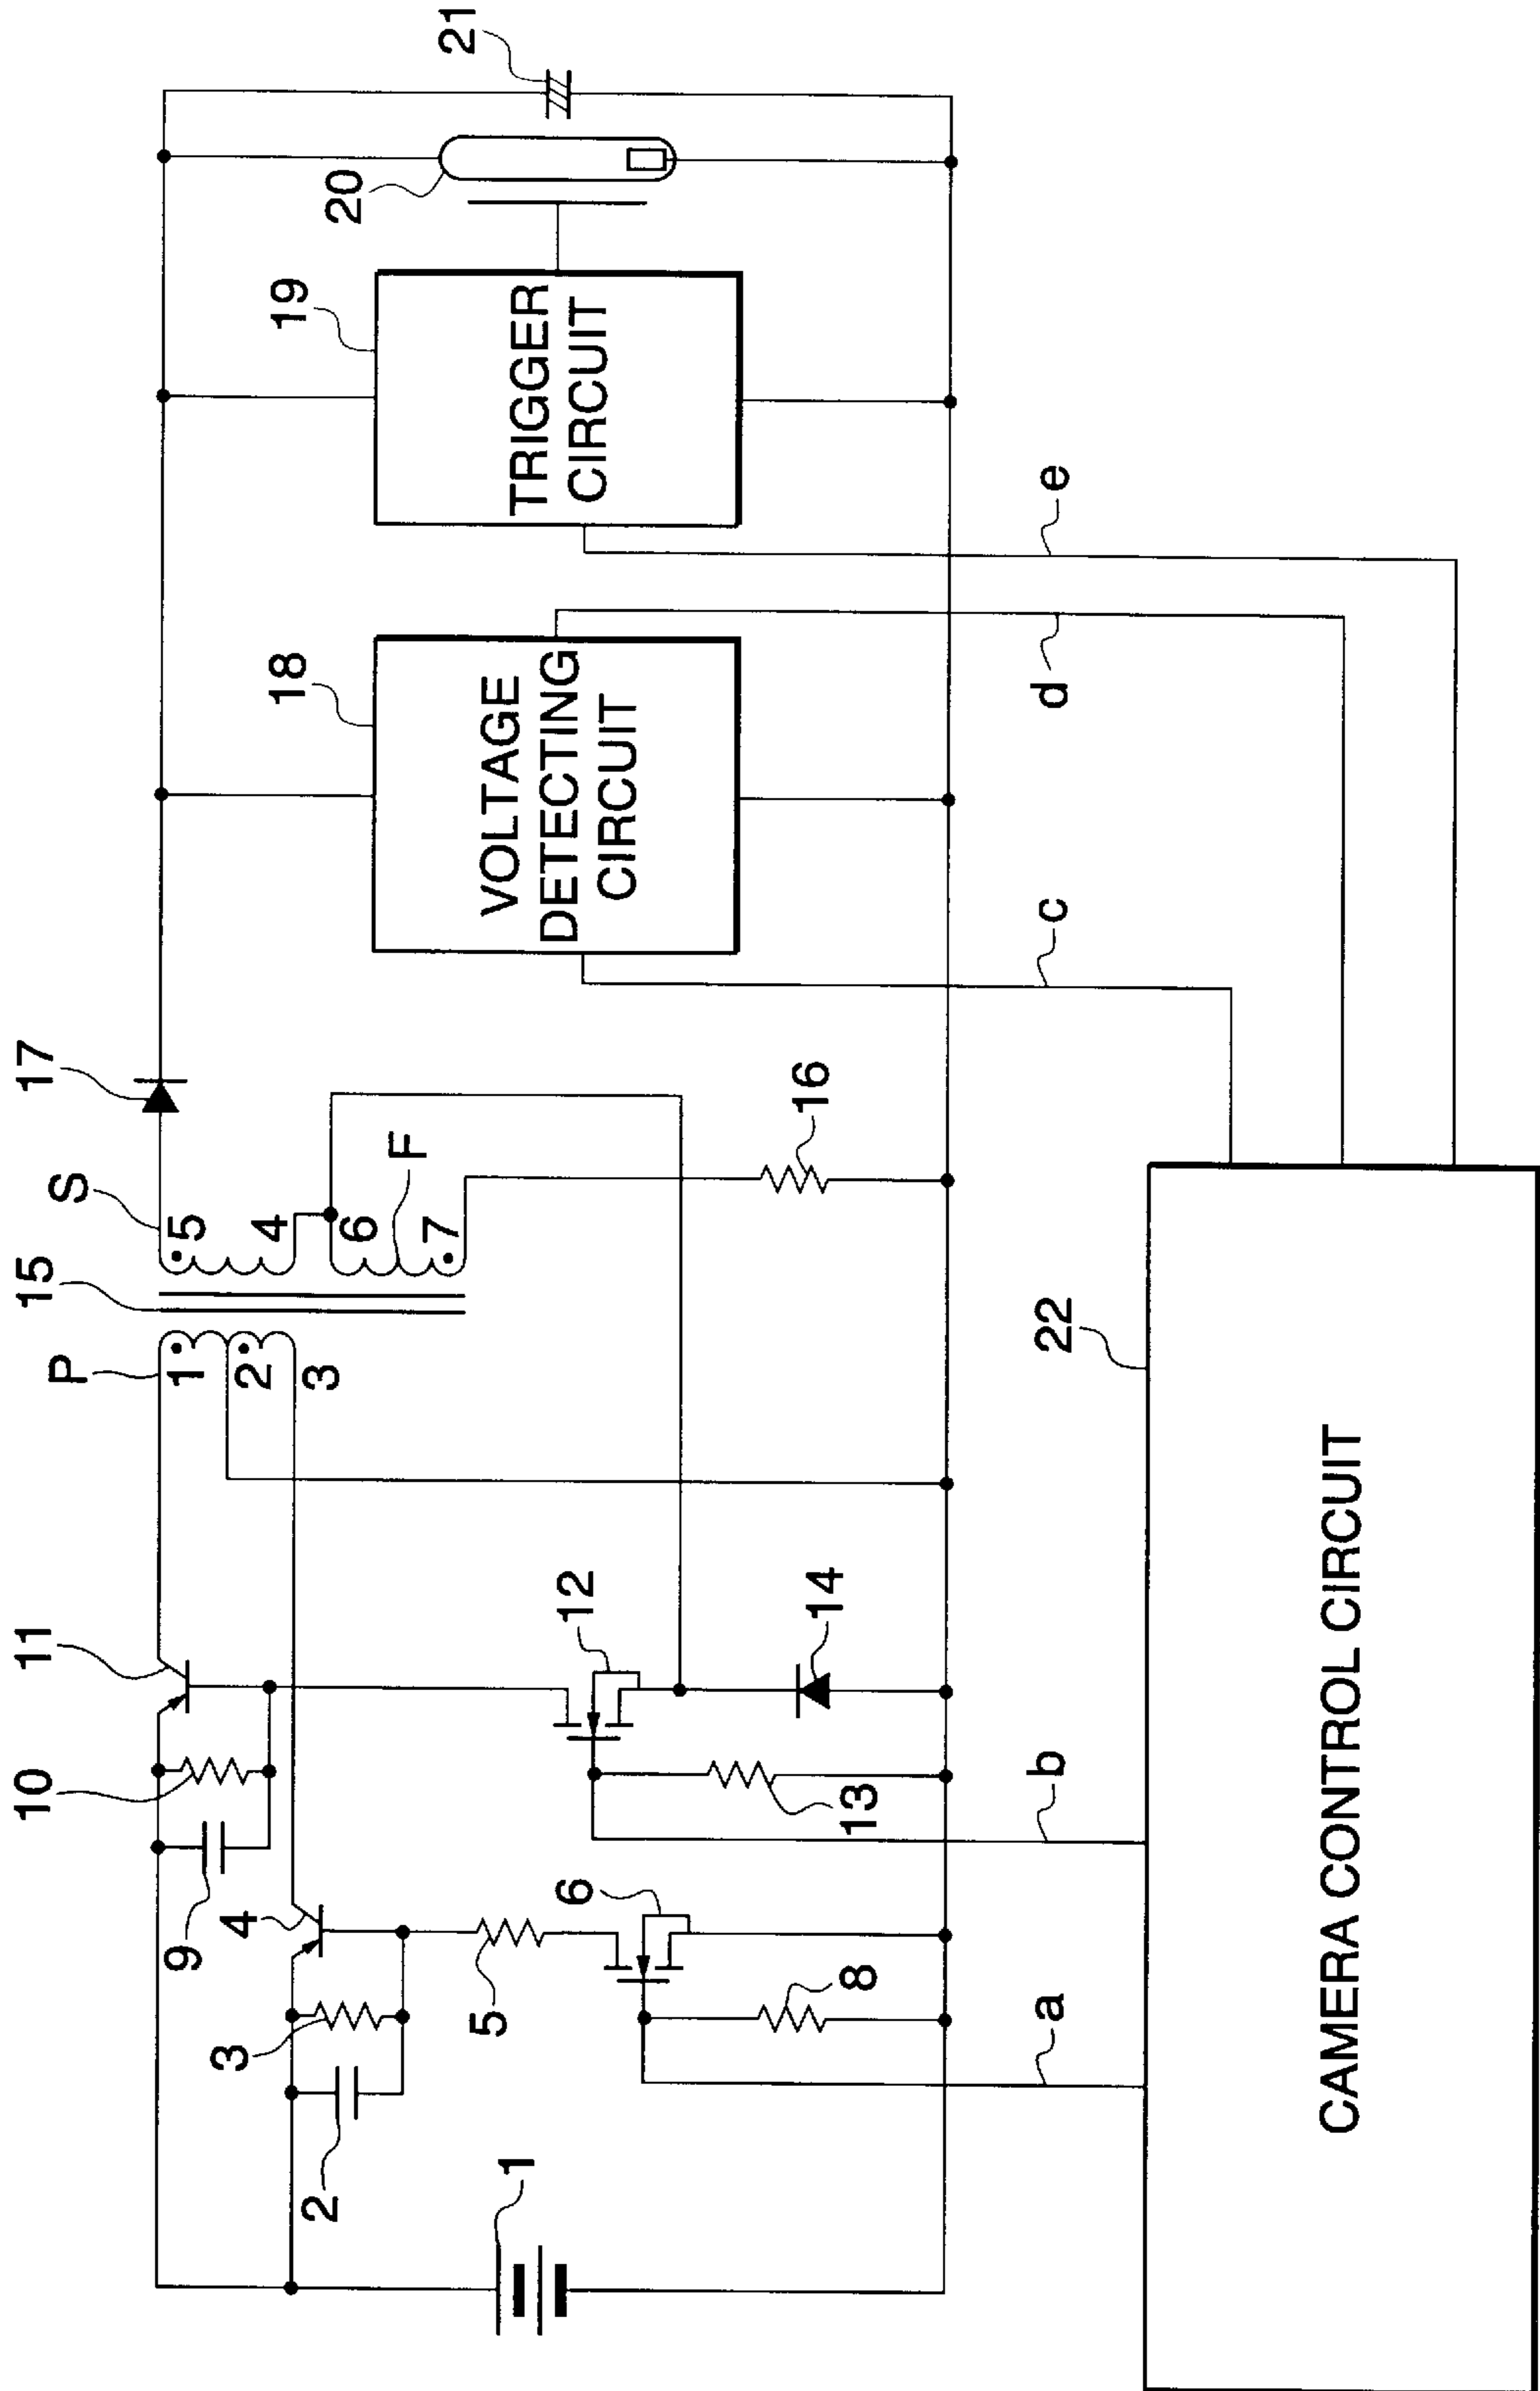 15
17
21
P
S
11
10
1
5
20
2
4
19
9
4
3
6
F
18
TRIGGER
CIRCUIT
3
7
VOLTAGE
DETECTING
CIRCUIT
2
5
6
12
16
1
8
13
14
a
b
c
d
e
22
CAMERA CONTROL CIRCUIT